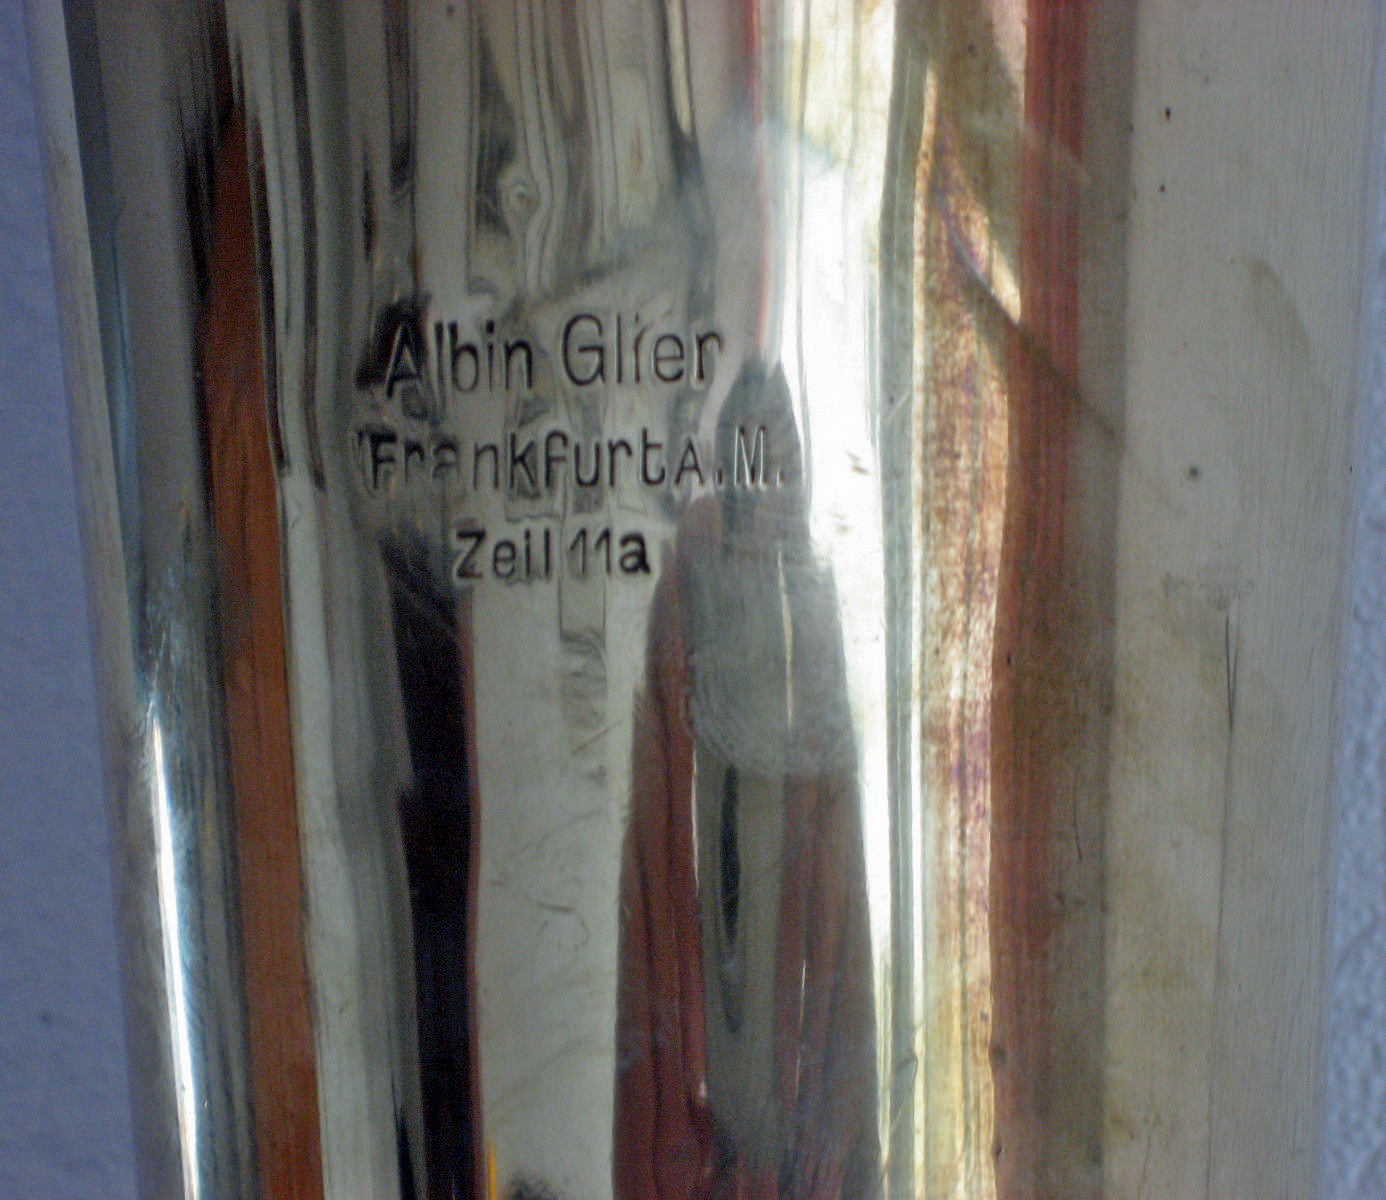 Albin Glier
Frankfurt A. M.
Zeil 11a